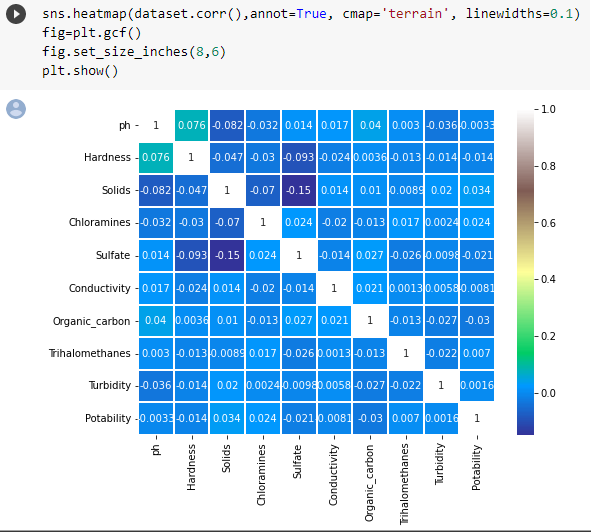 sns.heatmap(dataset.corr(),annot=True, cmap='terrain', linewidths=0.1)
fig=plt.gcf()
fig.set_size_inches(8,6)
plt.show()
1.0
ph 1 0.076 -0.082 -0.032 0.014 0.017 0.04 0.003 -0.036 -0.0033
Hardness 0.076 1 -0.047 -0.03 -0.093 -0.024 0.0036 -0.013 -0.014 -0.014
0.8
Solids -0.082 -0.047 1 -0.07 -0.15 0.014 0.01 -0.0089 0.02 0.034
Chloramines -0.032 -0.03 -0.07 1 0.024 -0.02 -0.013 0.017 0.0024 0.024
0.6
Sulfate 0.014 -0.093 -0.15 0.024 1 -0.014 0.027 -0.026 -0.0098 -0.021
0.4
Conductivity 0.017 -0.024 0.014 -0.02 -0.014 1 0.021 0.0013 0.0058 -0.0081
Organic_carbon 0.04 0.0036 0.01 -0.013 0.027 0.021 1 -0.013 -0.027 -0.03
0.2
Trihalomethanes 0.003 -0.013 -0.0089 0.017 -0.026 0.0013 -0.013 1 -0.022 0.007
Turbidity -0.036 -0.014 0.02 0.0024 -0.0098 0.0058 -0.027 -0.022 1 0.0016
0.0
Potability -0.0033 -0.014 0.034 0.024 -0.021 -0.0081 -0.03 0.007 0.0016 1
ph
Hardness
Solids
Chloramines
Sulfate
Conductivity
Organic_carbon
Trihalomethanes
Turbidity
Potability